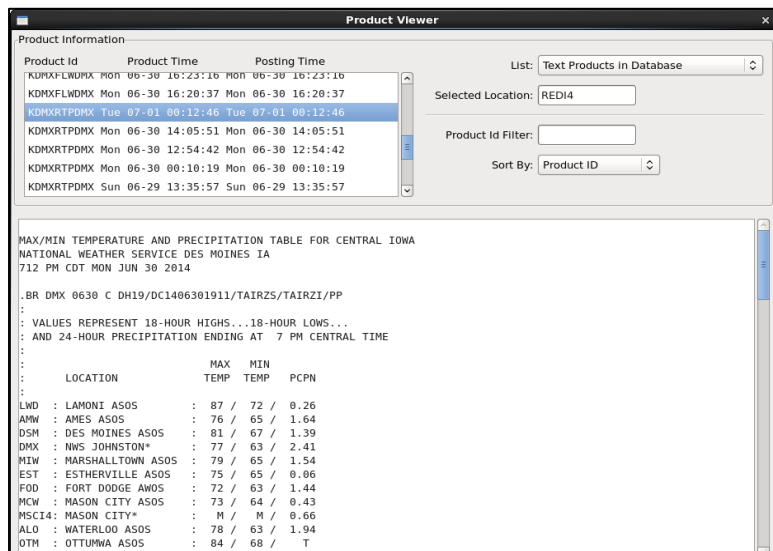 Product Viewer
Product Information
Product Id Product Time Posting Time
KDMXFLWDMX Mon 06-30 16:23:16 Mon 06-30 16:23:16
KDMXFLWDMX Mon 06-30 16:20:37 Mon 06-30 16:20:37
KDMXRTPDMX Tue 07-01 00:12:46 Tue 07-01 00:12:46
KDMXRTPDMX Mon 06-30 14:05:51 Mon 06-30 14:05:51
KDMXRTPDMX Mon 06-30 12:54:42 Mon 06-30 12:54:42
KDMXRTPDMX Mon 06-30 00:10:19 Mon 06-30 00:10:19
KDMXRTPDMX Sun 06-29 13:35:57 Sun 06-29 13:35:57
List: Text Products in Database
Selected Location: REDI4
Product Id Filter:
Sort By: Product ID
MAX/MIN TEMPERATURE AND PRECIPITATION TABLE FOR CENTRAL IOWA
NATIONAL WEATHER SERVICE DES MOINES IA
712 PM CDT MON JUN 30 2014
.BR DMX 0630 C DH19/DC1406301911/TAIRZS/TAIRZI/PP
:
: VALUES REPRESENT 18-HOUR HIGHS...18-HOUR LOWS...
: AND 24-HOUR PRECIPITATION ENDING AT 7 PM CENTRAL TIME
:
: MAX MIN
: LOCATION TEMP TEMP PCPN
:
LWD : LAMONI ASOS : 87 / 72 / 0.26
AMW : AMES ASOS : 76 / 65 / 1.64
DSM : DES MOINES ASOS : 81 / 67 / 1.39
DMX : NWS JOHNSTON* : 77 / 63 / 2.41
MIW : MARSHALLTOWN ASOS : 79 / 65 / 1.54
EST : ESTHERVILLE ASOS : 75 / 65 / 0.06
FOD : FORT DODGE AWOS : 72 / 63 / 1.44
MCW : MASON CITY ASOS : 73 / 64 / 0.43
MSCI4: MASON CITY* : M / M / 0.66
ALO : WATERLOO ASOS : 78 / 63 / 1.94
OTM : OTTUMWA ASOS : 84 / 68 / T